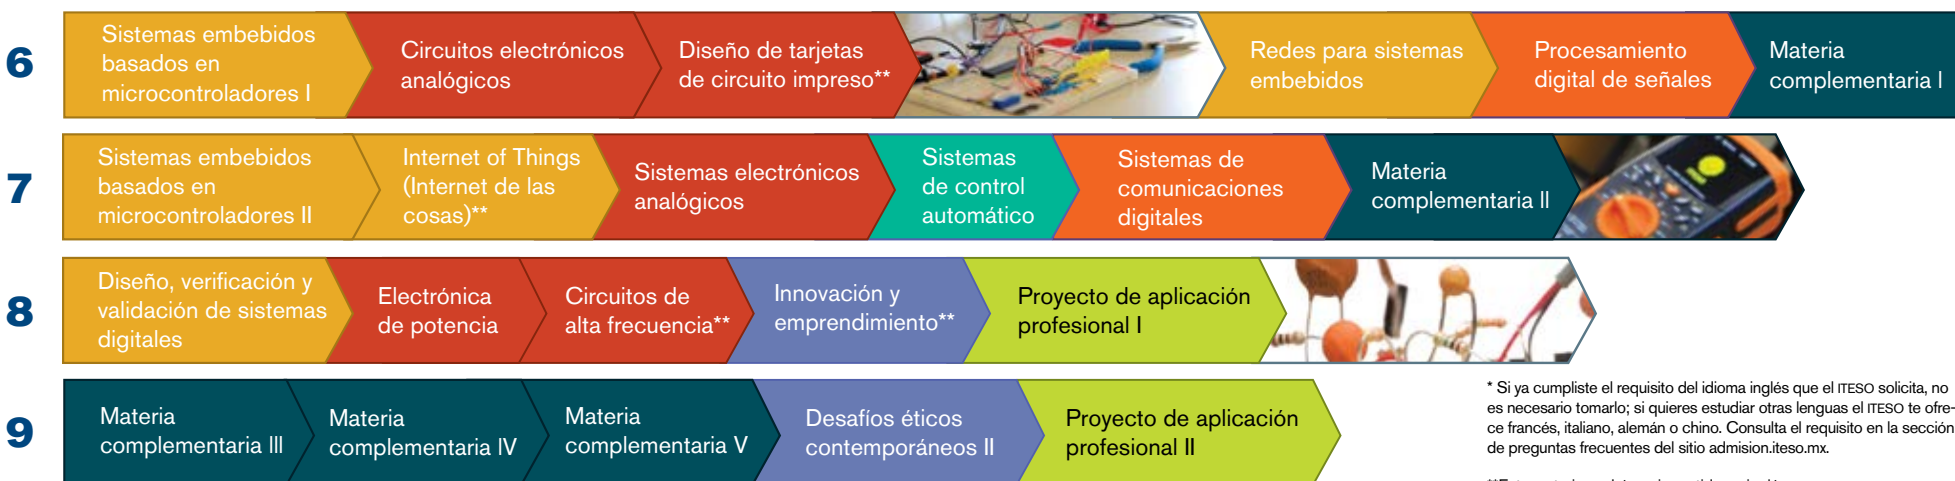 6
Sistemas embebidos
basados en
microcontroladores I
Circuitos electrónicos
analógicos
Diseño de tarjetas
de circuito impreso**
Redes para sistemas
embebidos
Procesamiento
digital de señales
Materia
complementaria I
7
Sistemas embebidos
basados en
microcontroladores II
Internet of Things
(Internet de las
cosas)**
Sistemas electrónicos
analógicos
Sistemas
de control
automático
Sistemas de
comunicaciones
digitales
Materia
complementaria II
8
Diseño, verificación y
validación de sistemas
digitales
Electrónica
de potencia
Circuitos de
alta frecuencia**
Innovación y
emprendimiento**
Proyecto de aplicación
profesional I
9
Materia
complementaria III
Materia
complementaria IV
Materia
complementaria V
Desafíos éticos
contemporáneos II
Proyecto de aplicación
profesional II
* Si ya cumpliste el requisito del idioma inglés que el ITESO solicita, no
es necesario tomarlo; si quieres estudiar otras lenguas el ITESO te ofre-
ce francés, italiano, alemán o chino. Consulta el requisito en la sección
de preguntas frecuentes del sitio admision.iteso.mx.